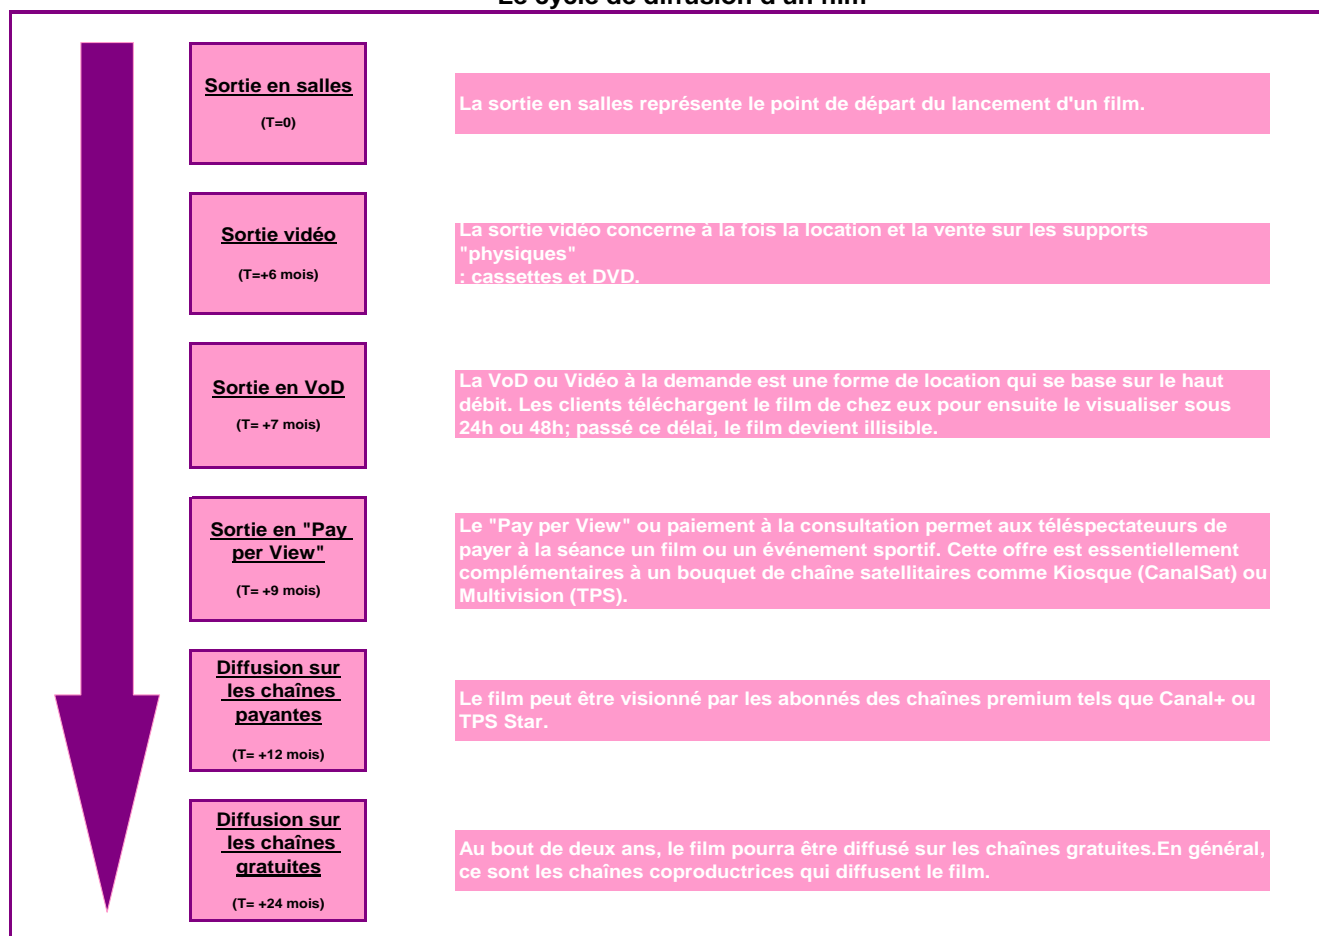 Le cycle de diffusion d'un film
Sortie en salles
(T=0)
La sortie en salles représente le point de départ du lancement d'un film.
Sortie vidéo
(T=+6 mois)
La sortie vidéo concerne à la fois la location et la vente sur les supports
"physiques"
: cassettes et DVD.
Sortie en VoD
(T= +7 mois)
La VoD ou Vidéo à la demande est une forme de location qui se base sur le haut
débit. Les clients téléchargent le film de chez eux pour ensuite le visualiser sous
24h ou 48h; passé ce délai, le film devient illisible.
Sortie en "Pay
per View"
(T= +9 mois)
Le "Pay per View" ou paiement à la consultation permet aux téléspectateuurs de
payer à la séance un film ou un événement sportif. Cette offre est essentiellement
complémentaires à un bouquet de chaîne satellitaires comme Kiosque (CanalSat) ou
Multivision (TPS).
Diffusion sur
les chaînes
payantes
(T= +12 mois)
Le film peut être visionné par les abonnés des chaînes premium tels que Canal+ ou
TPS Star.
Diffusion sur
les chaînes
gratuites
(T= +24 mois)
Au bout de deux ans, le film pourra être diffusé sur les chaînes gratuites.En général,
ce sont les chaînes coproductrices qui diffusent le film.